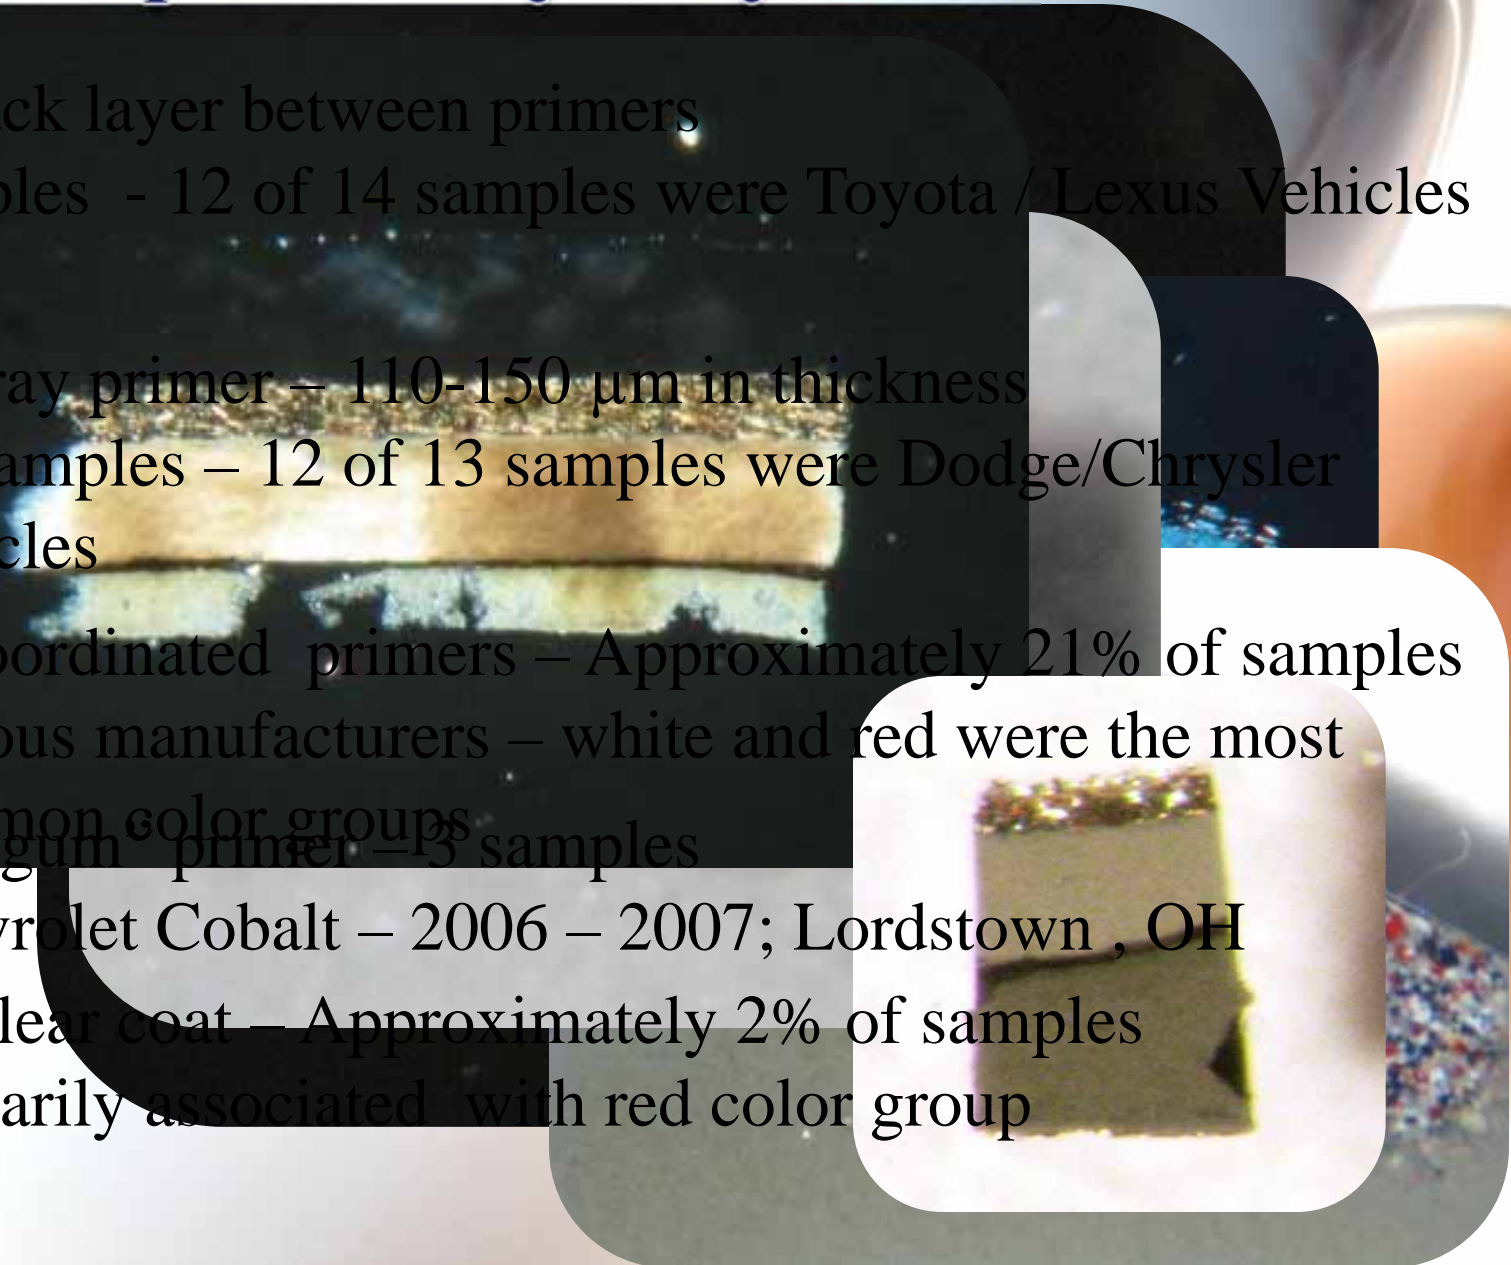 ck layer between primers
ples - 12 of 14 samples were Toyota / Lexus Vehicles
ray primer – 110-150 µm in thickness
amples – 12 of 13 samples were Dodge/Chrysler
cles
oordinated primers – Approximately 21% of samples
ous manufacturers – white and red were the most
mon color groups
gum“ primer – 3 samples
vrolet Cobalt – 2006 – 2007; Lordstown , OH
lear coat – Approximately 2% of samples
arily associated with red color group